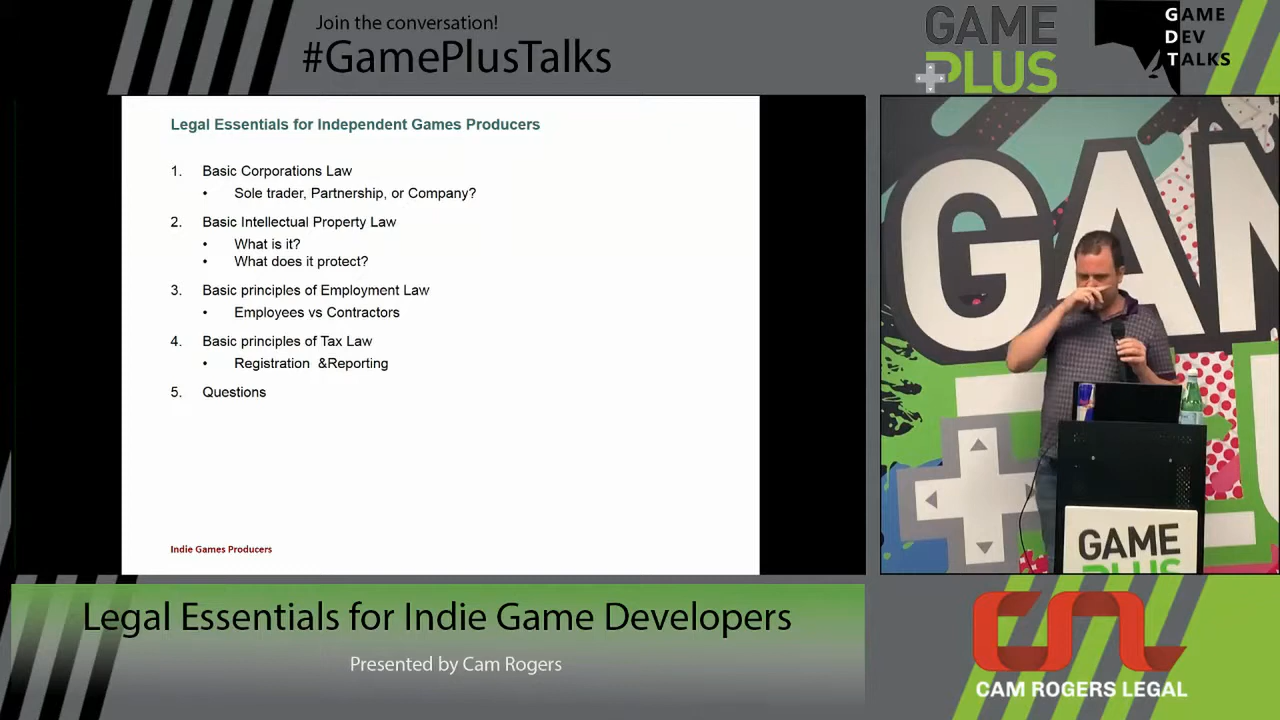 Join the conversation!
#GamePlusTalks
GAME
PLUS
GAME
DEV
TALKS
Legal Essentials for Independent Games Producers
1. Basic Corporations Law
• Sole trader, Partnership, or Company?
2. Basic Intellectual Property Law
• What is it?
• What does it protect?
3. Basic principles of Employment Law
• Employees vs Contractors
4. Basic principles of Tax Law
• Registration &Reporting
5. Questions
Indie Games Producers
GAM
GAME
PLUS
Legal Essentials for Indie Game Developers
Presented by Cam Rogers
CAM ROGERS LEGAL